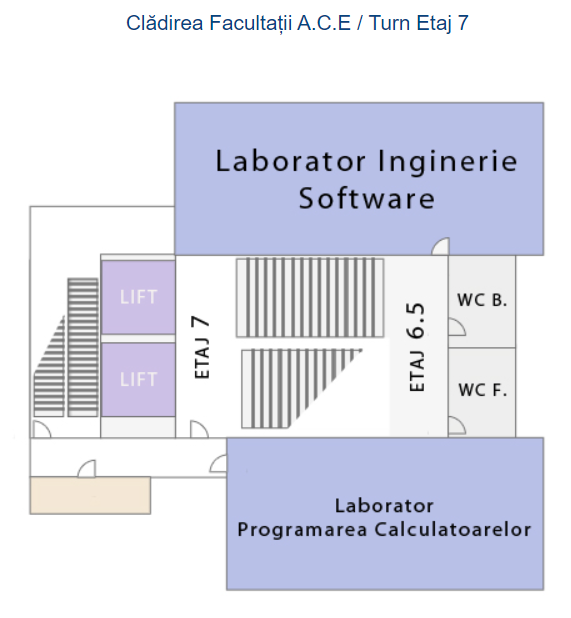 Clădirea Facultații A.C.E / Turn Etaj 7
Laborator Inginerie
Software
LIFT
LIFT
ETAJ 7
ETAJ 6.5
WC B.
WC F.
Laborator
Programarea Calculatoarelor